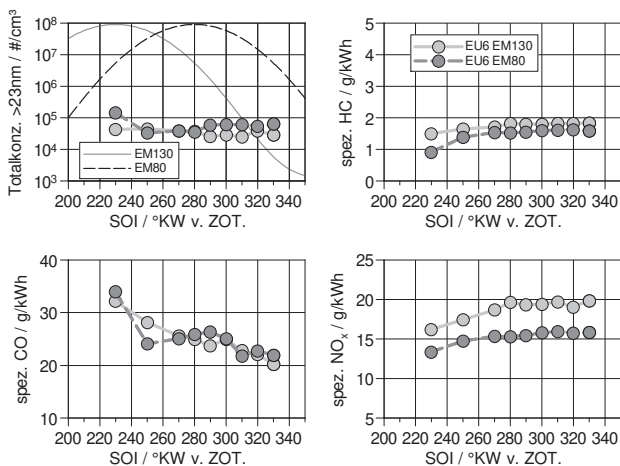 Totalkonz. >23nm / #/cm³
10⁸
10⁷
10⁶
10⁵
10⁴
10³
EM130
EM80
200 220 240 260 280 300 320 340
SOI / °KW v. ZOT.
spez. HC / g/kWh
5
4
3
2
1
0
EU6 EM130
EU6 EM80
200 220 240 260 280 300 320 340
SOI / °KW v. ZOT.
spez. CO / g/kWh
40
30
20
10
200 220 240 260 280 300 320 340
SOI / °KW v. ZOT.
spez. NOₓ / g/kWh
25
20
15
10
5
200 220 240 260 280 300 320 340
SOI / °KW v. ZOT.